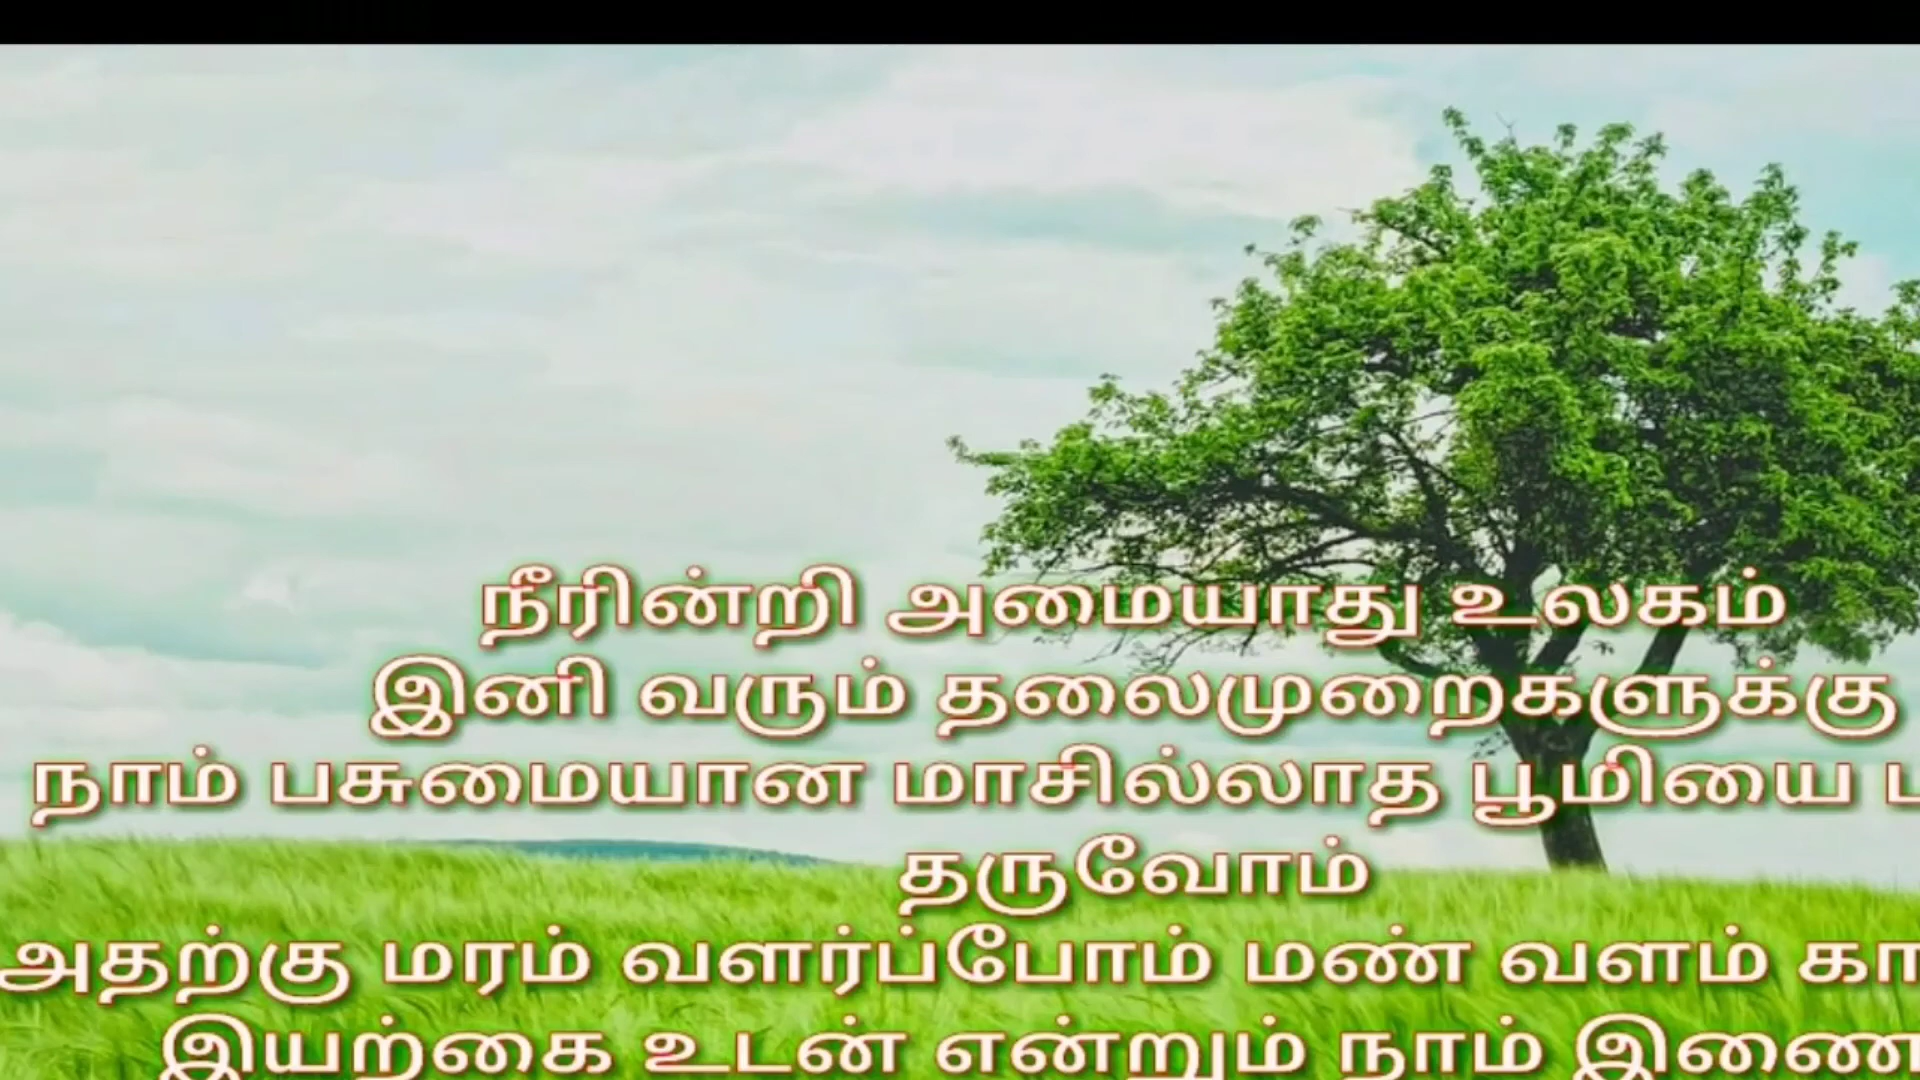 நீரின்றி அமையாது உலகம்
இனி வரும் தலைமுறைகளுக்கு
நாம் பசுமையான மாசில்லாத பூமியை
தருவோம்
அதற்கு மரம் வளர்ப்போம் மண் வளம்
இயற்கை உடன் என்றும் நாம்